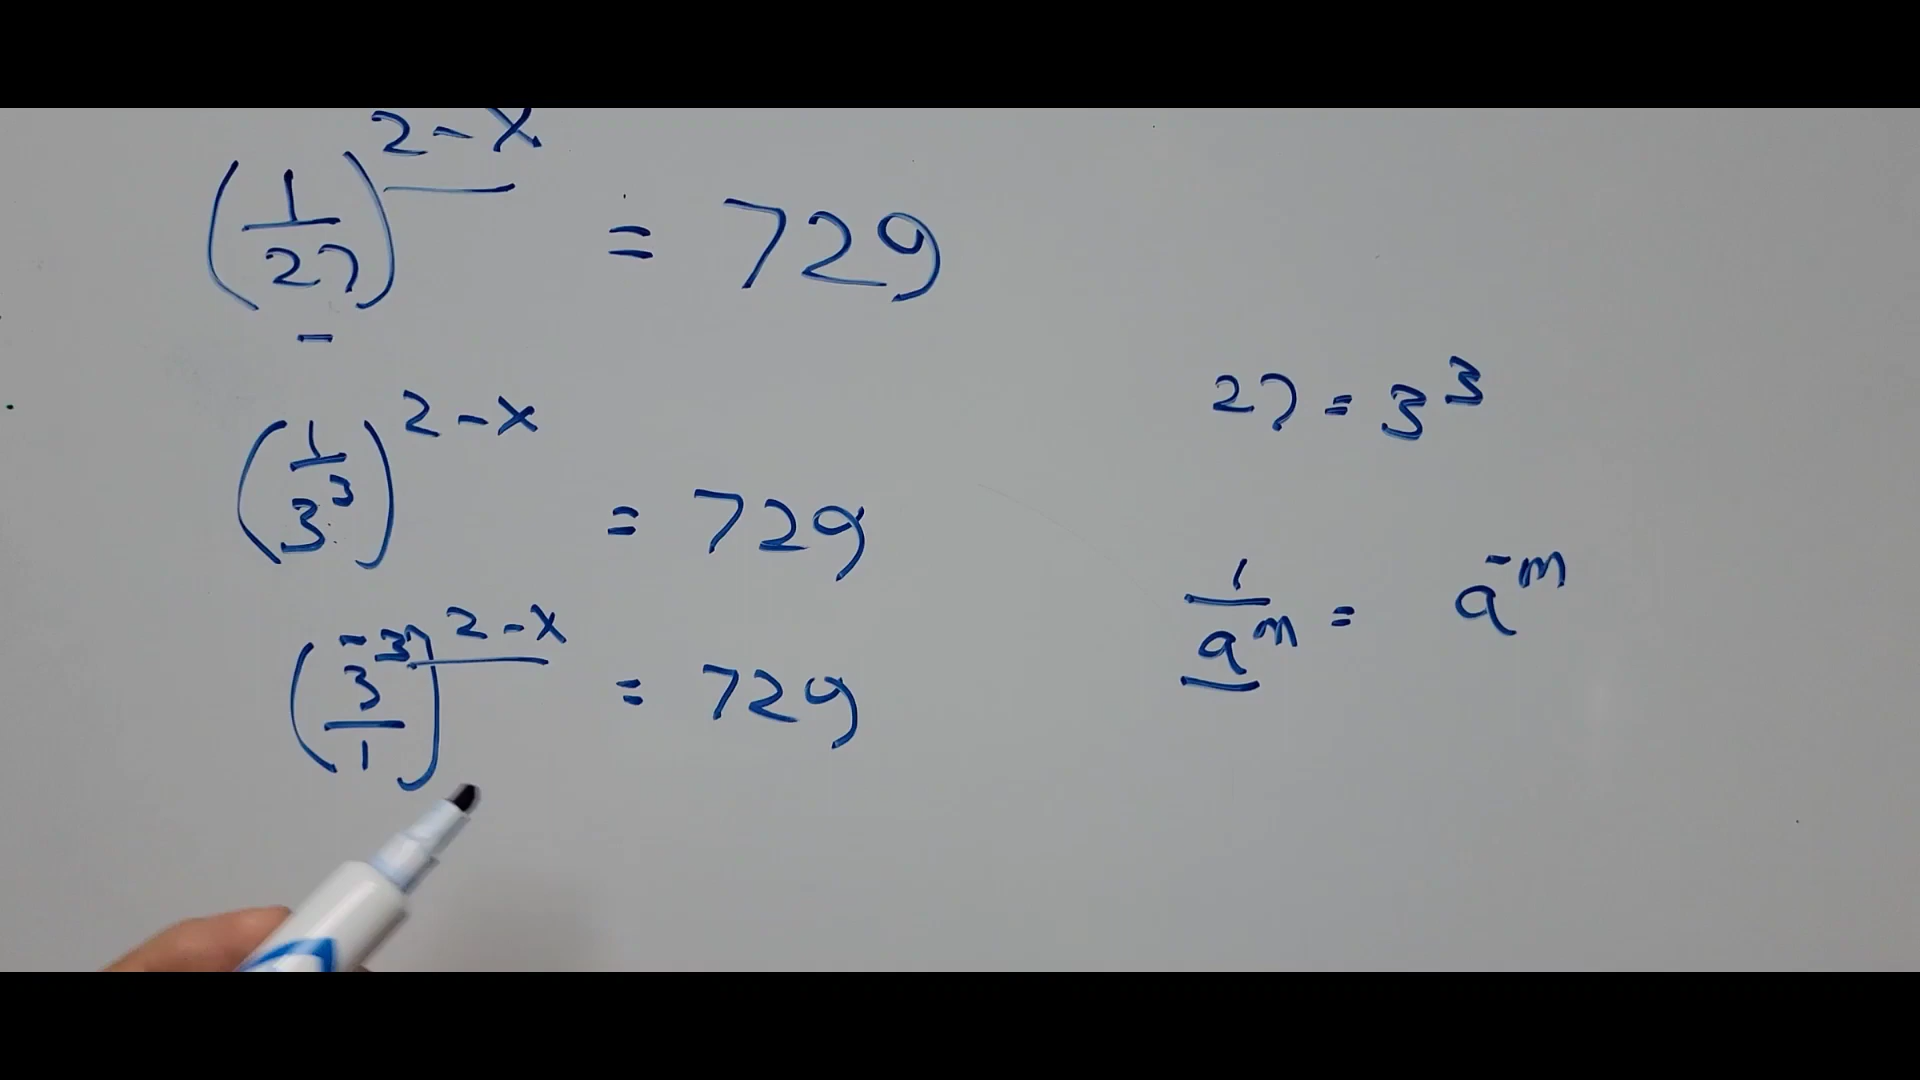 (1/27)^(2-x) = 729
27 = 3^3
(1/3^3)^(2-x) = 729
1/a^m = a^-m
(3^-3/1)^(2-x) = 729